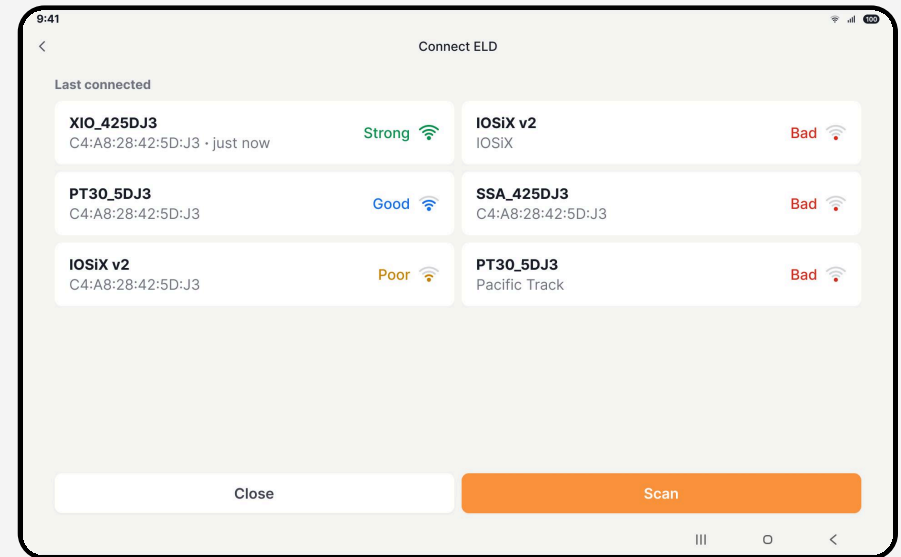 9:41
100
Connect ELD
Last connected
XIO_425DJ3
C4:A8:28:42:5D:J3 • just now
Strong
IOSiX v2
IOSiX
Bad
PT30_5DJ3
C4:A8:28:42:5D:J3
Good
SSA_425DJ3
C4:A8:28:42:5D:J3
Bad
IOSiX v2
C4:A8:28:42:5D:J3
Poor
PT30_5DJ3
Pacific Track
Bad
Close
Scan